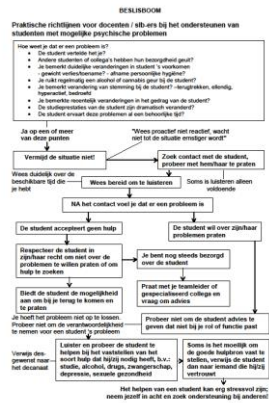 BESLISBOOM
Praktische richtlijnen voor docenten / slb-ers bij het ondersteunen van
studenten met mogelijke psychische problemen
Hoe weet je dat er een probleem is?
• De student vertelde het je?
• Andere studenten of collega's hebben hun bezorgdheid geuit?
• Je bemerkt duidelijke veranderingen in student 's voorkomen
- gewicht verlies/toename? - afname persoonlijke hygiëne?
• Je ruikt regelmatig een alcohol of cannabis geur bij de student?
• Je bemerkt verandering van stemming bij de student? –teruggetrokken, ellendig,
hyperactief, bedroefd
• Je bemerkt recentelijk veranderingen in het gedrag van de student?
• De studieprestaties van de student zijn dramatisch veranderd?
• De student ervaart deze problemen al een behoorlijke tijd?
Ja op een of meer
van deze punten
"Wees proactief niet reactief, wacht
niet tot de situatie ernstiger wordt"
Vermijd de situatie niet!
Zoek contact met de student,
probeer met hem/haar te praten
Wees duidelijk over de
beschikbare tijd die
je hebt
Wees bereid om te luisteren
Soms is luisteren alleen
voldoende
NA het contact voel je dat er een probleem is
De student accepteert geen hulp
De student wil over zijn/haar
problemen praten
Respecteer de student in
zijn/haar recht om niet over de
problemen te willen praten of om
hulp te zoeken
Je bent nog steeds bezorgd
over de student
Biedt de student de mogelijkheid
aan om bij je terug te komen en
te praten
Praat met je teamleider of
gespecialiseerd collega en
vraag om advies
Je hoeft het probleem niet op te lossen.
Probeer niet om de verantwoordelijkheid
te nemen voor een student 's probleem
Probeer niet om de student advies te
geven dat niet bij je rol of functie past
Verwijs des-
gewenst naar
het decanaat
Luister en probeer de student te
helpen bij het vaststellen van het
soort hulp dat hij/zij nodig heeft, b.v.:
studie, alcohol, drugs, zwangerschap,
depressie, sexuele gezondheid
Soms is het moeilijk om
de goede hulpbron vast te
stellen, verwijs de student
dan naar iemand die hij/zij
vertrouwt
Het helpen van een student kan erg stressvol zijn;
neem jezelf in acht en zoek ondersteuning bij anderen!